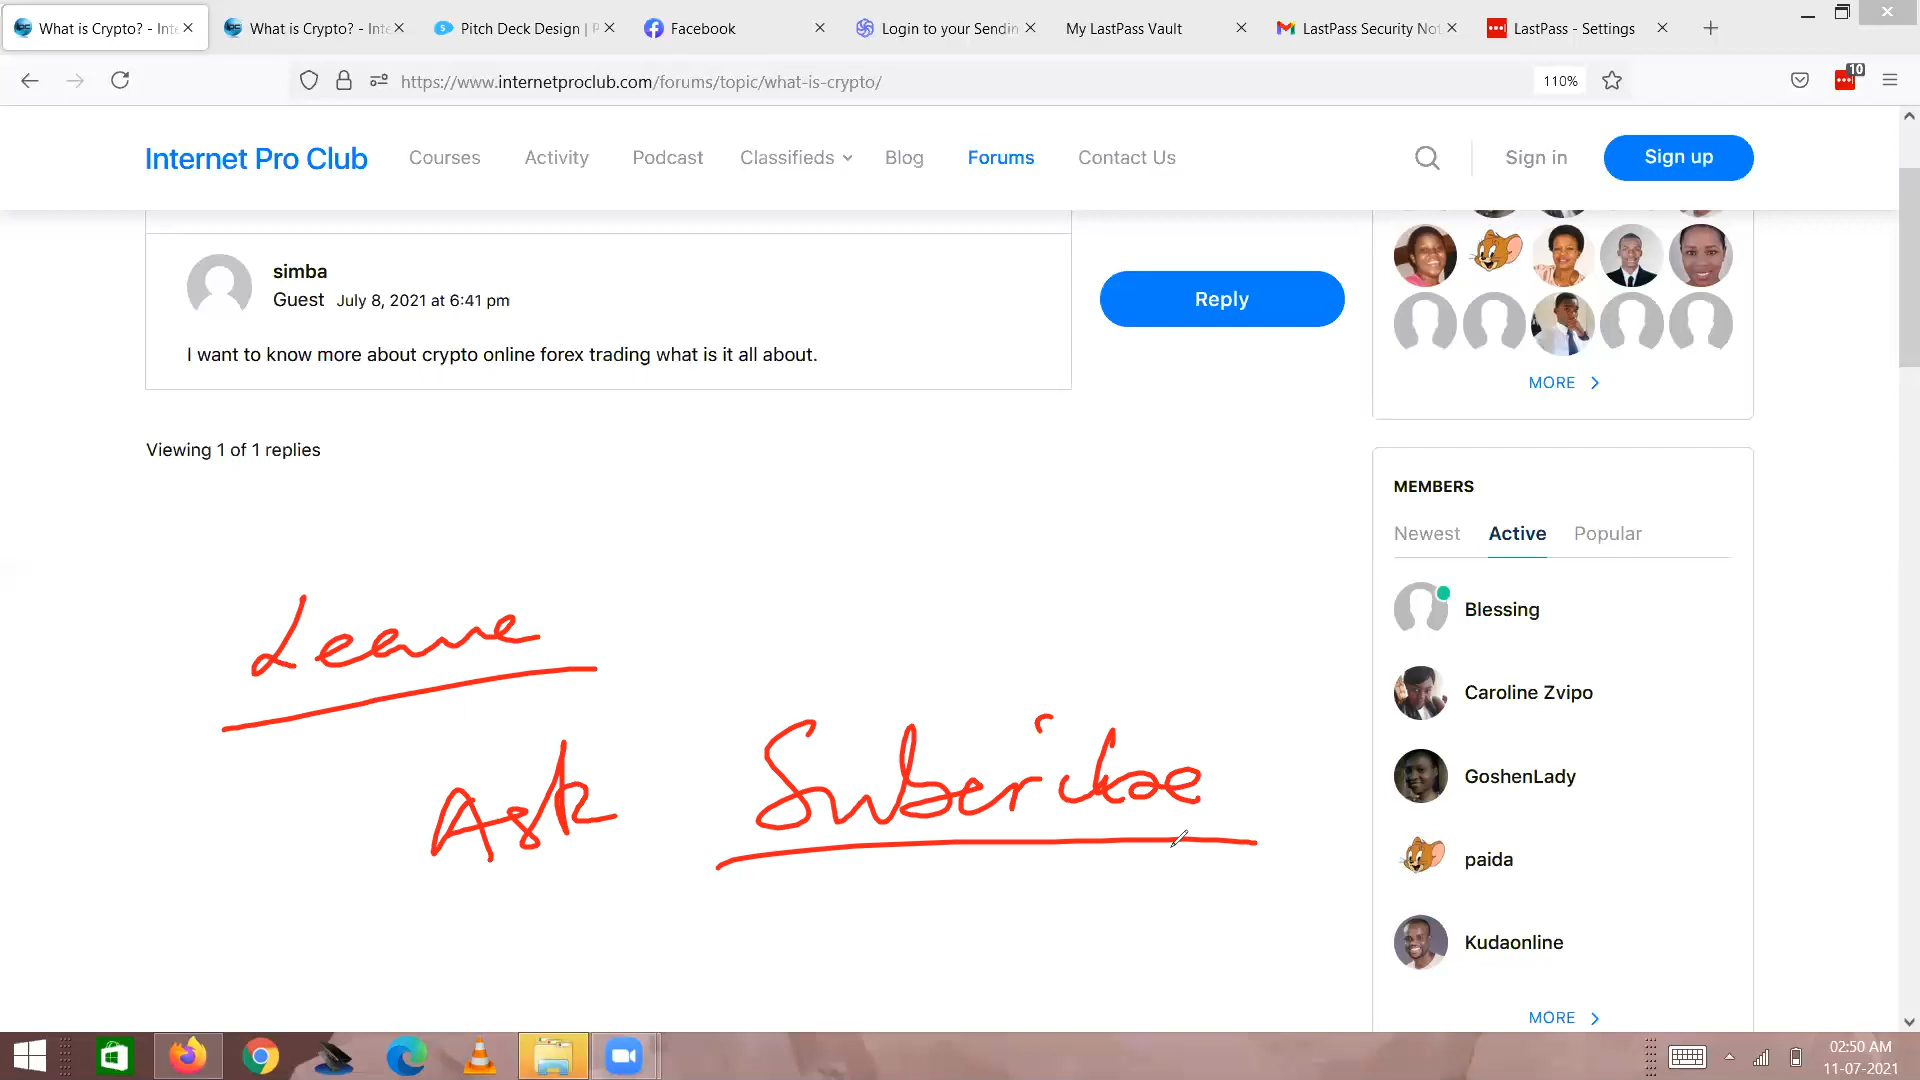 What is Crypto? - Inte
What is Crypto? - Inte
Pitch Deck Design | P
Facebook
Login to your Sendin
My LastPass Vault
LastPass Security Not
LastPass - Settings
https://www.internetproclub.com/forums/topic/what-is-crypto/
110%
10
Internet Pro Club
Courses
Activity
Podcast
Classifieds
Blog
Forums
Contact Us
Sign in
Sign up
simba
Guest July 8, 2021 at 6:41 pm
I want to know more about crypto online forex trading what is it all about.
Reply
Viewing 1 of 1 replies
MORE
MEMBERS
Newest Active Popular
Blessing
Caroline Zvipo
GoshenLady
paida
Kudaonline
MORE
Leave
Ask
02:50 AM
11-07-2021